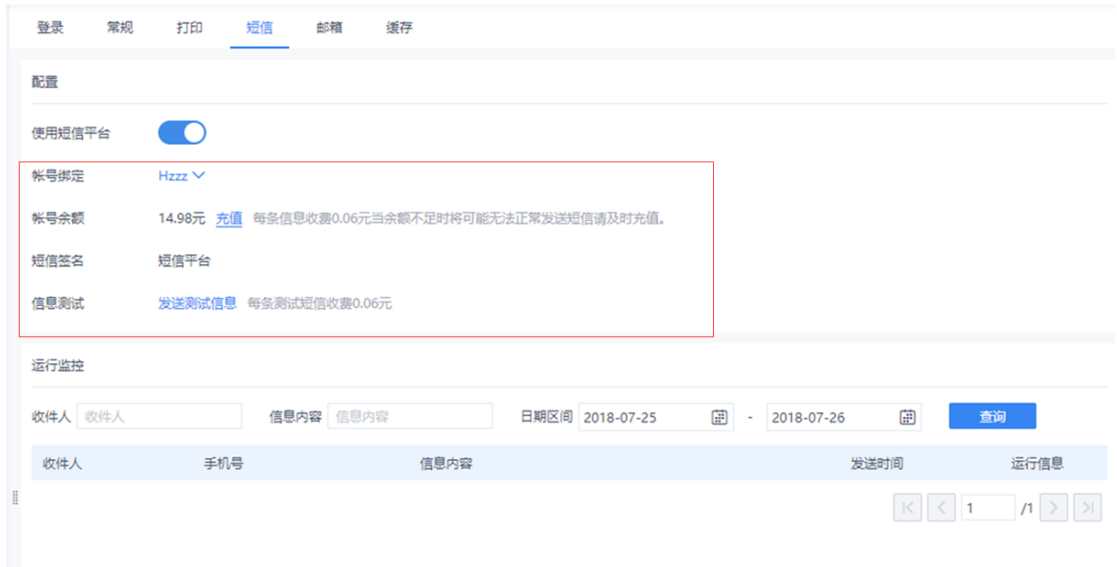 登录 常规 打印 短信 邮箱 缓存
配置
使用短信平台
帐号绑定 Hzzz
帐号余额 14.98元 充值 每条信息收费0.06元当余额不足时将可能无法正常发送短信请及时充值。
短信签名 短信平台
信息测试 发送测试信息 每条测试短信收费0.06元
运行监控
收件人 收件人 信息内容 信息内容 日期区间 2018-07-25 - 2018-07-26 查询
收件人 手机号 信息内容 发送时间 运行信息
1 /1